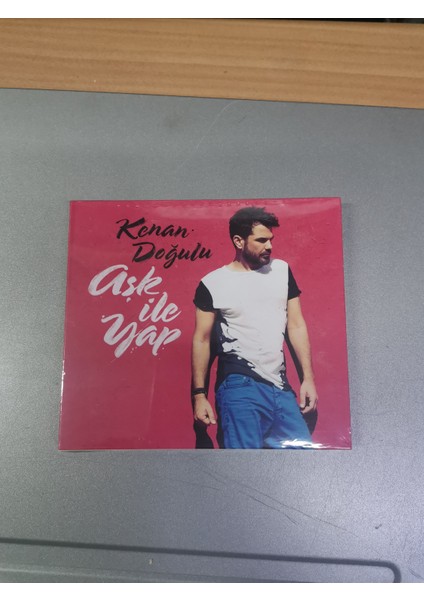 Kenan
Doğulu
Aşk
ile
Yap